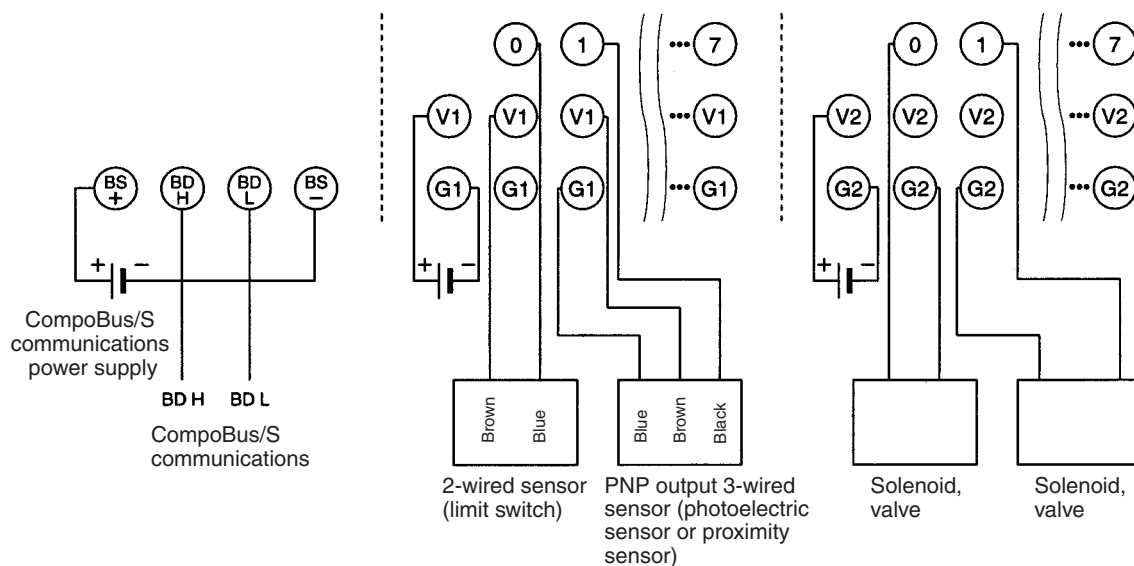 0 1 ••• 7
V1 V1 V1 ••• V1
G1 G1 G1 ••• G1
0 1 ••• 7
V2 V2 V2 ••• V2
G2 G2 G2 ••• G2
BS + BD H BD L BS −
+ −
+ −
+ −
CompoBus/S
communications
power supply
BD H BD L
CompoBus/S
communications
Brown Blue
Blue Brown Black
2-wired sensor
(limit switch)
PNP output 3-wired
sensor (photoelectric
sensor or proximity
sensor)
Solenoid,
valve
Solenoid,
valve